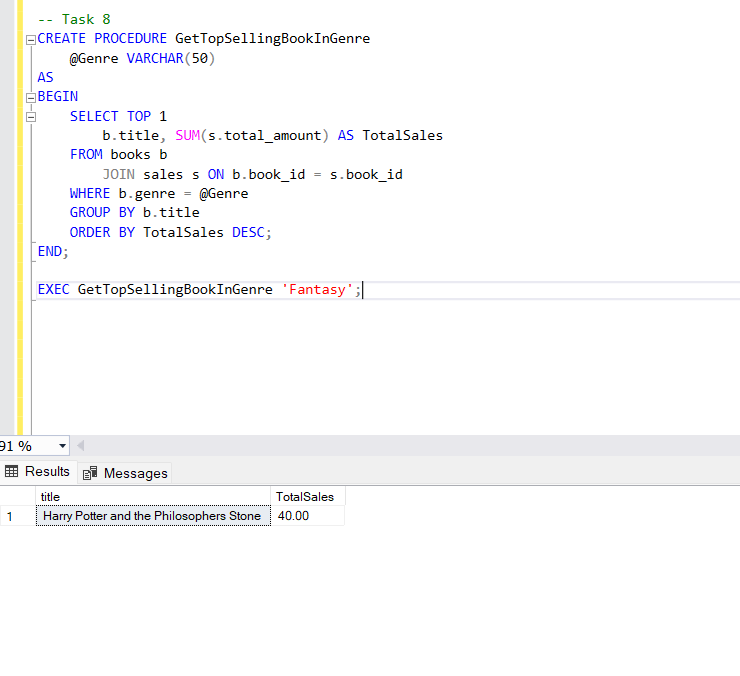 -- Task 8
CREATE PROCEDURE GetTopSellingBookInGenre
@Genre VARCHAR(50)
AS
BEGIN
SELECT TOP 1
b.title, SUM(s.total_amount) AS TotalSales
FROM books b
JOIN sales s ON b.book_id = s.book_id
WHERE b.genre = @Genre
GROUP BY b.title
ORDER BY TotalSales DESC;
END;
EXEC GetTopSellingBookInGenre 'Fantasy';
91 %
Results Messages
title TotalSales
1 Harry Potter and the Philosophers Stone 40.00